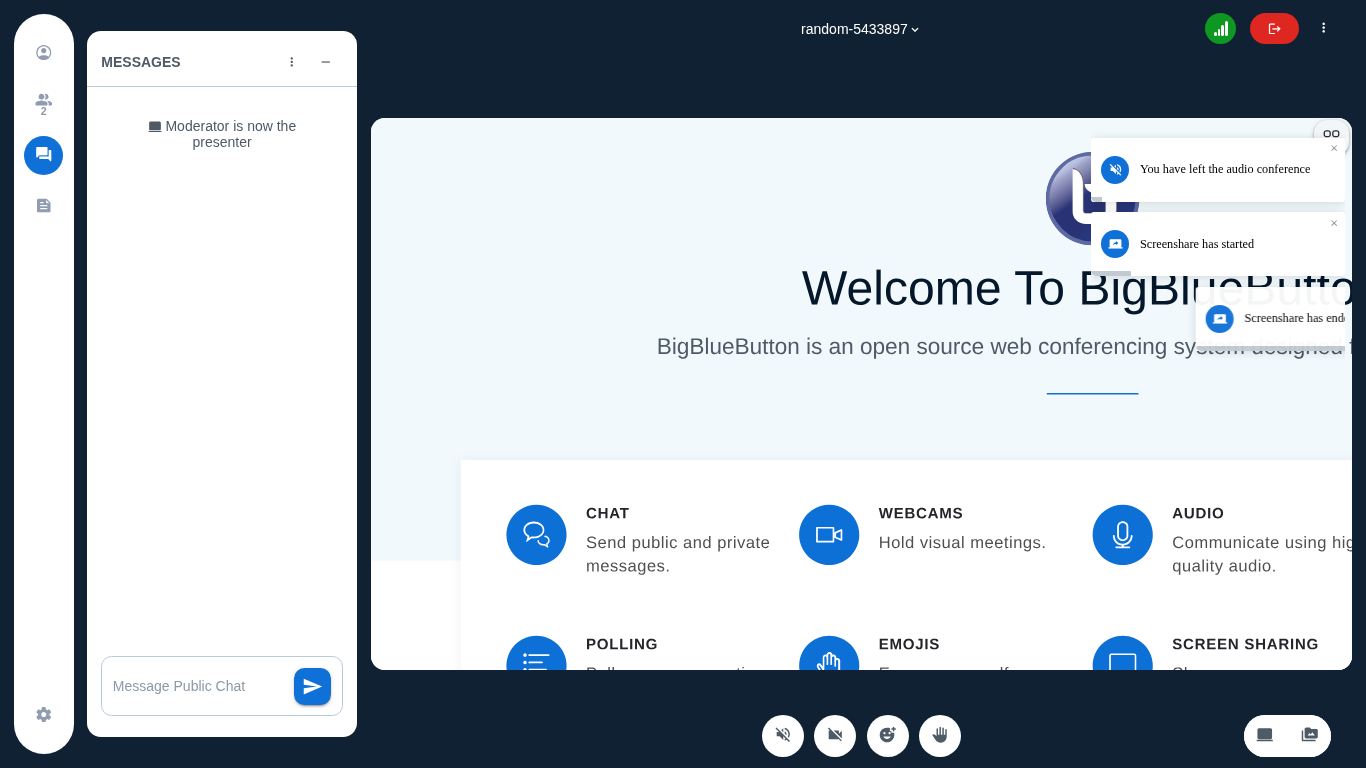 random-5433897
MESSAGES
2
Moderator is now the
presenter
You have left the audio conference
Screenshare has started
Welcome To BigBlueButto
Screenshare has ende
BigBlueButton is an open source web conferencing system designed f
CHAT
Send public and private
messages.
WEBCAMS
Hold visual meetings.
AUDIO
Communicate using hig
quality audio.
POLLING
EMOJIS
SCREEN SHARING
Message Public Chat